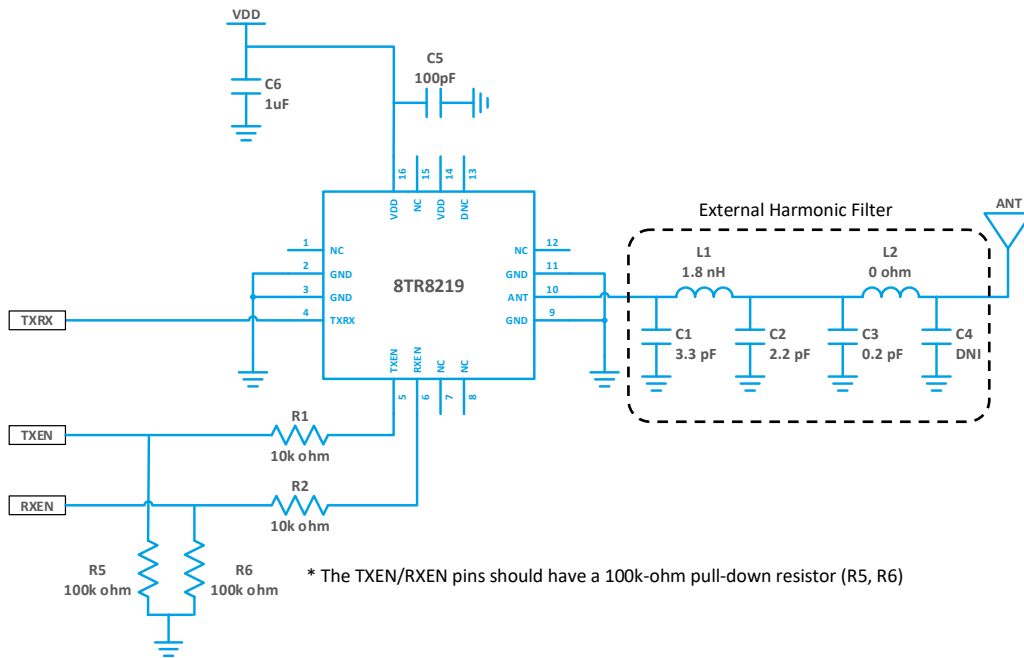 VDD
C5
100pF
C6
1uF
16
15
14
13
VDD
NC
VDD
DNC
ANT
External Harmonic Filter
1
NC
NC
12
L1
1.8 nH
L2
0 ohm
2
GND
GND
11
8TR8219
3
GND
ANT
10
TXRX
4
TXRX
GND
9
C1
3.3 pF
C2
2.2 pF
C3
0.2 pF
C4
DNI
TXEN
RXEN
NC
NC
5
6
7
8
R1
TXEN
10k ohm
R2
RXEN
10k ohm
R5
100k ohm
R6
100k ohm
* The TXEN/RXEN pins should have a 100k-ohm pull-down resistor (R5, R6)